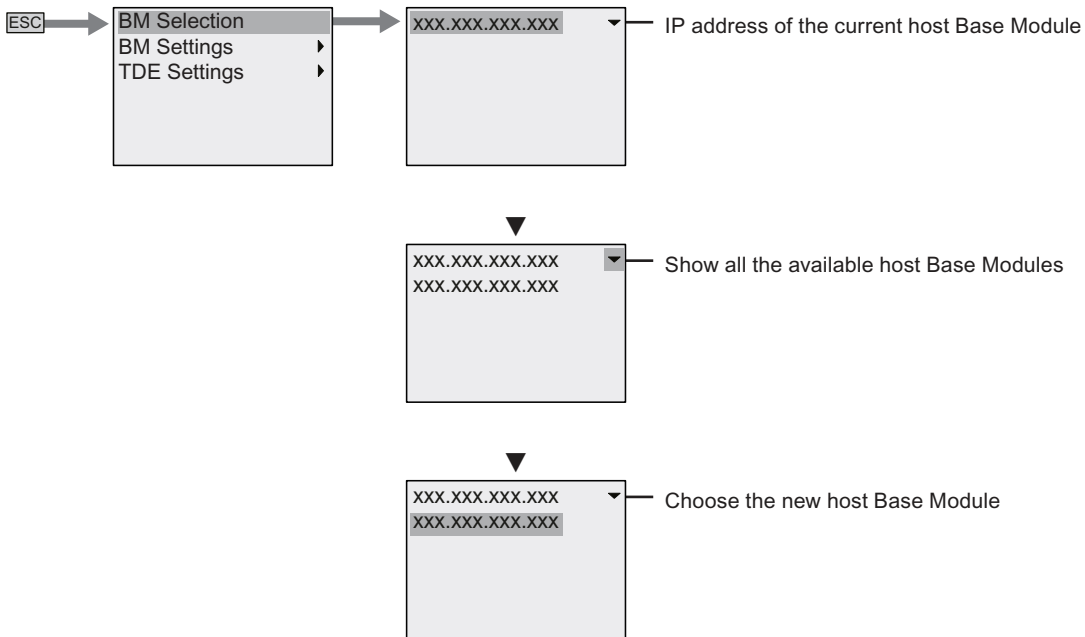 ESC
BM Selection
BM Settings
TDE Settings
xxx.xxx.xxx.xxx
IP address of the current host Base Module
xxx.xxx.xxx.xxx
xxx.xxx.xxx.xxx
Show all the available host Base Modules
xxx.xxx.xxx.xxx
xxx.xxx.xxx.xxx
Choose the new host Base Module